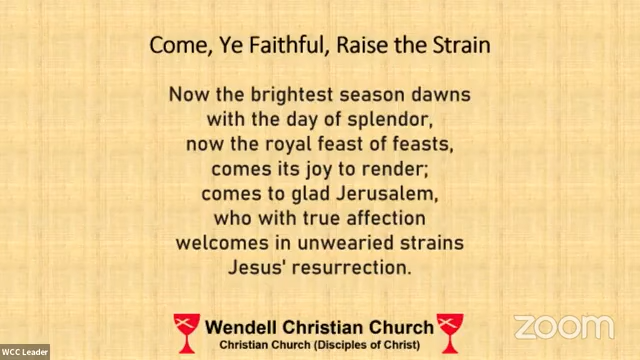 Come, Ye Faithful, Raise the Strain
Now the brightest season dawns
with the day of splendor,
now the royal feast of feasts,
comes its joy to render;
comes to glad Jerusalem,
who with true affection
welcomes in unwearied strains
Jesus' resurrection.
Wendell Christian Church
Christian Church (Disciples of Christ)
zoom
WCC Leader